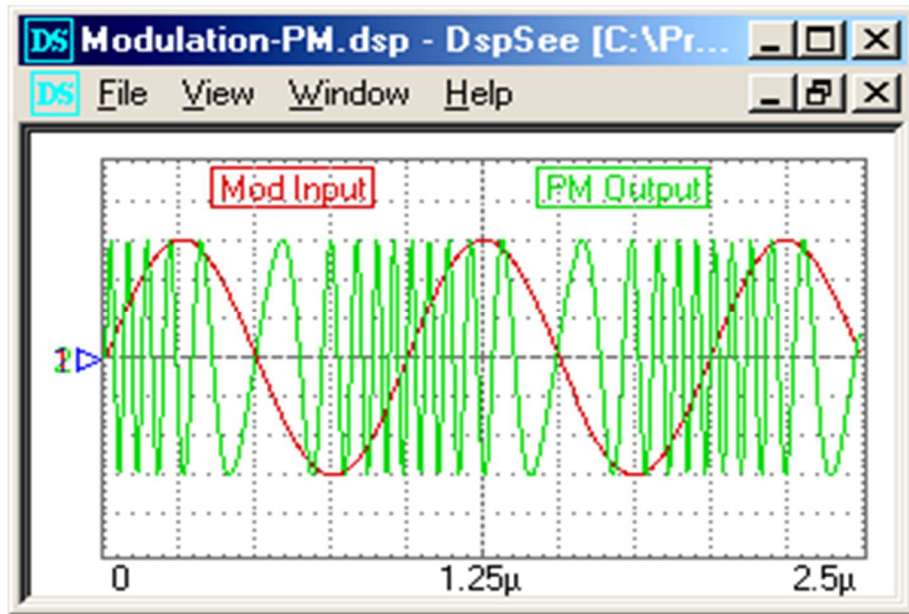 DS Modulation-PM.dsp - DspSee [C:\Pr...
DS File View Window Help
Mod Input PM Output
0 1.25µ 2.5µ